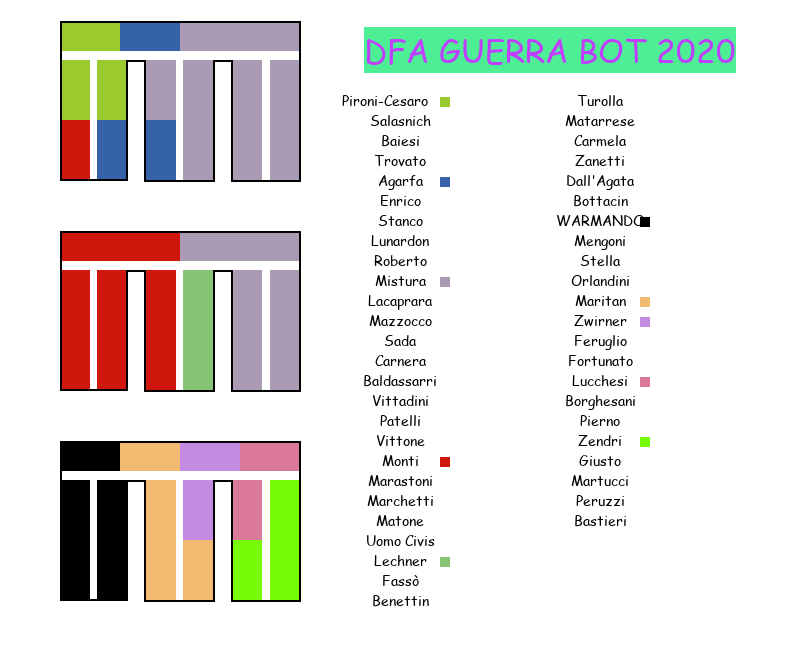 DFA GUERRA BOT 2020
Pironi-Cesaro
Salasnich
Baiesi
Trovato
Agarfa
Enrico
Stanco
Lunardon
Roberto
Mistura
Lacaprara
Mazzocco
Sada
Carnera
Baldassarri
Vittadini
Patelli
Vittone
Monti
Marastoni
Marchetti
Matone
Uomo Civis
Lechner
Fassò
Benettin
Turolla
Matarrese
Carmela
Zanetti
Dall'Agata
Bottacin
WARMANDO
Mengoni
Stella
Orlandini
Maritan
Zwirner
Feruglio
Fortunato
Lucchesi
Borghesani
Pierno
Zendri
Giusto
Martucci
Peruzzi
Bastieri